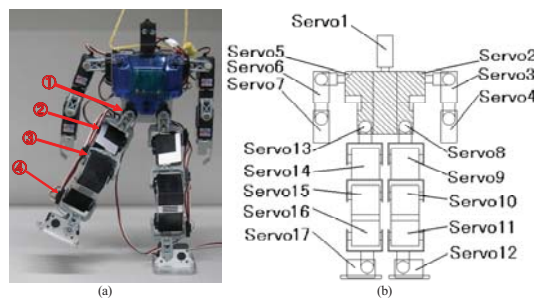 ①
②
③
④
(a)
Servo1
Servo5
Servo2
Servo6
Servo3
Servo7
Servo4
Servo13
Servo8
Servo14
Servo9
Servo15
Servo10
Servo16
Servo11
Servo17
Servo12
(b)